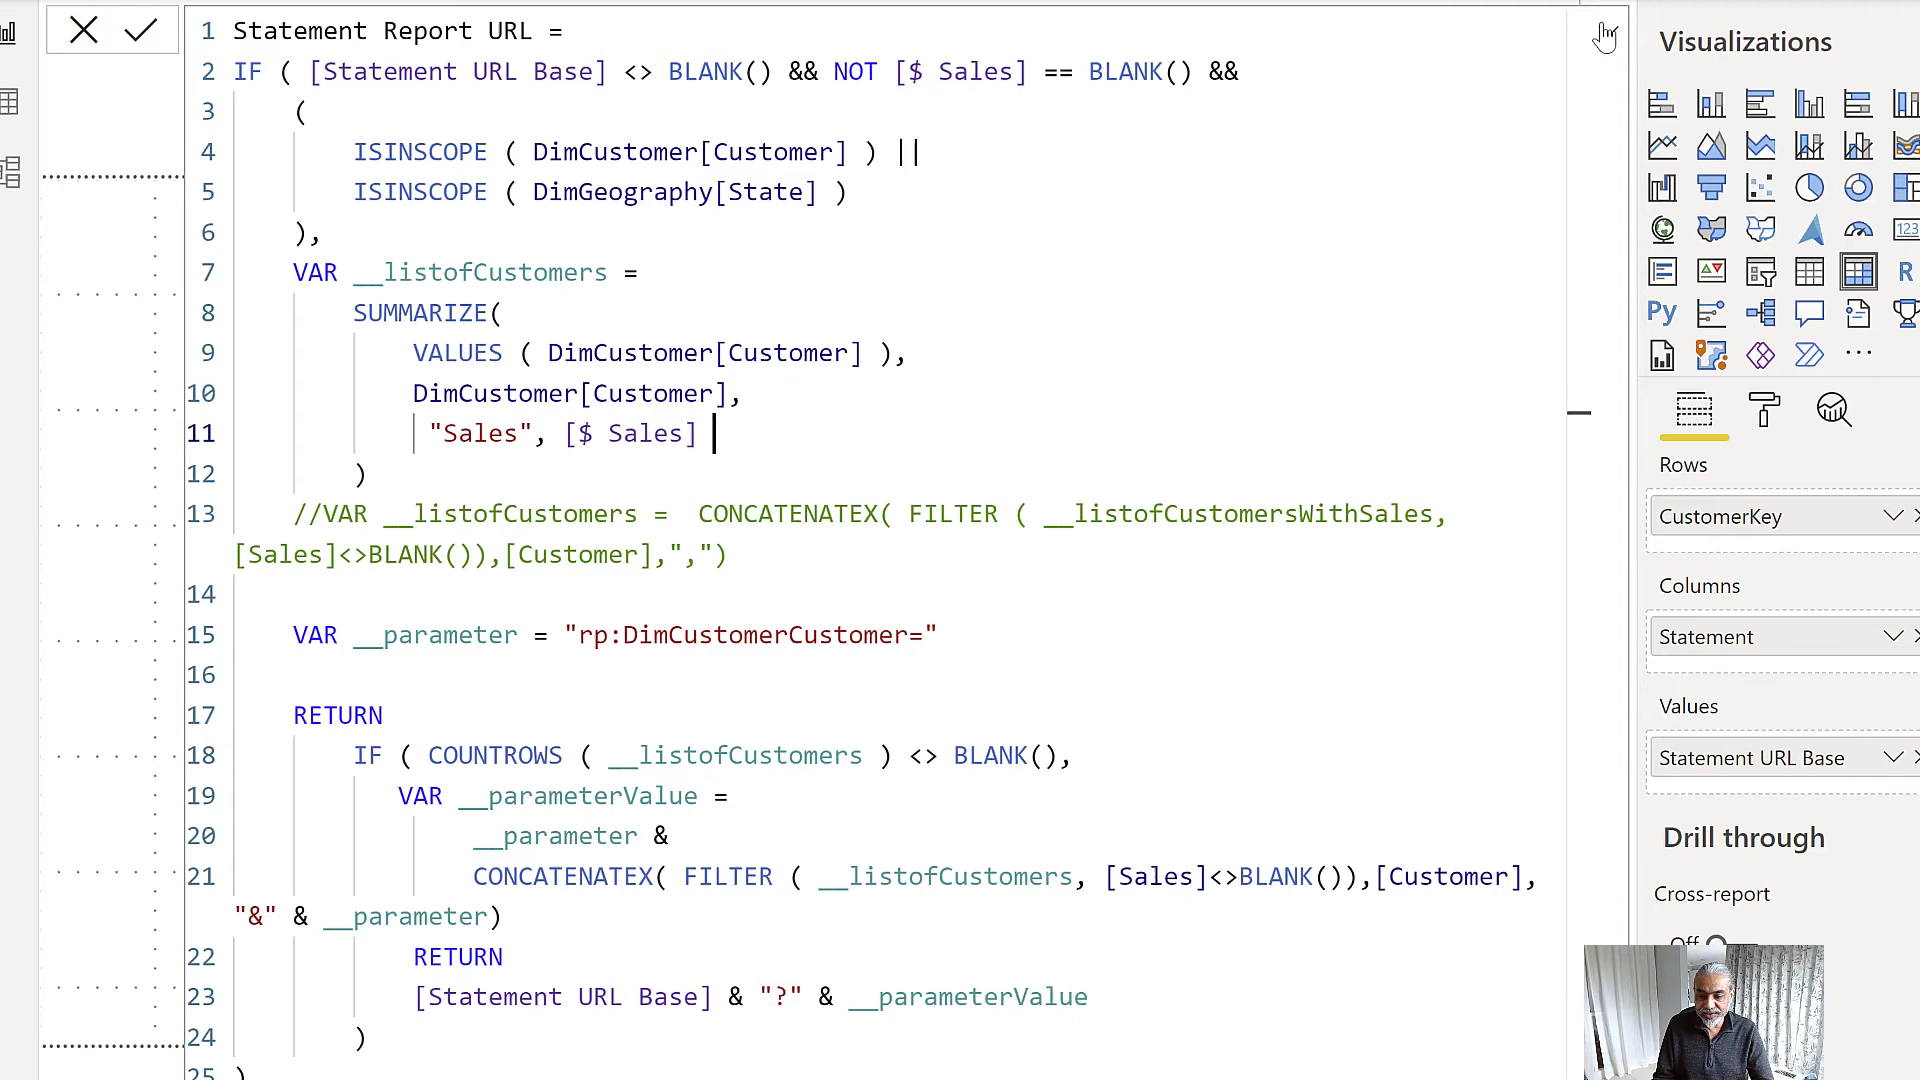 1 Statement Report URL =
2 IF ( [Statement URL Base] <> BLANK() && NOT [$ Sales] == BLANK() &&
3 (
4 ISINSCOPE ( DimCustomer[Customer] ) ||
5 ISINSCOPE ( DimGeography[State] )
6 ),
7 VAR __listofCustomers =
8 SUMMARIZE(
9 VALUES ( DimCustomer[Customer] ),
10 DimCustomer[Customer],
11 "Sales", [$ Sales]
12 )
13 //VAR __listofCustomers =  CONCATENATEX( FILTER ( __listofCustomersWithSales,
[Sales]<>BLANK()),[Customer],",")
14
15 VAR __parameter = "rp:DimCustomerCustomer="
16
17 RETURN
18 IF ( COUNTROWS ( __listofCustomers ) <> BLANK(),
19 VAR __parameterValue =
20 __parameter &
21 CONCATENATEX( FILTER ( __listofCustomers, [Sales]<>BLANK()),[Customer],
"&" & __parameter)
22 RETURN
23 [Statement URL Base] & "?" & __parameterValue
24 )
25 )
Visualizations
123
R
Py
...
Rows
CustomerKey
Columns
Statement
Values
Statement URL Base
Drill through
Cross-report
Off